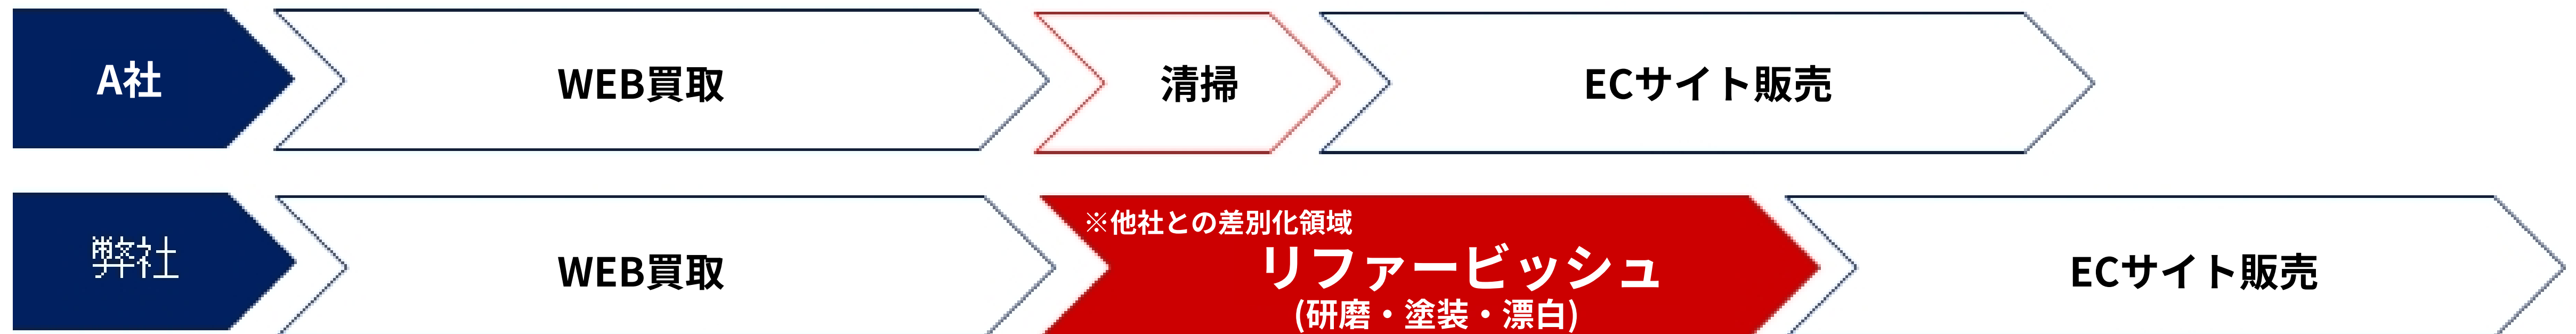 A社
WEB買取
清掃
ECサイト販売
弊社
WEB買取
※他社との差別化領域
リファービッシュ
(研磨・塗装・漂白)
ECサイト販売